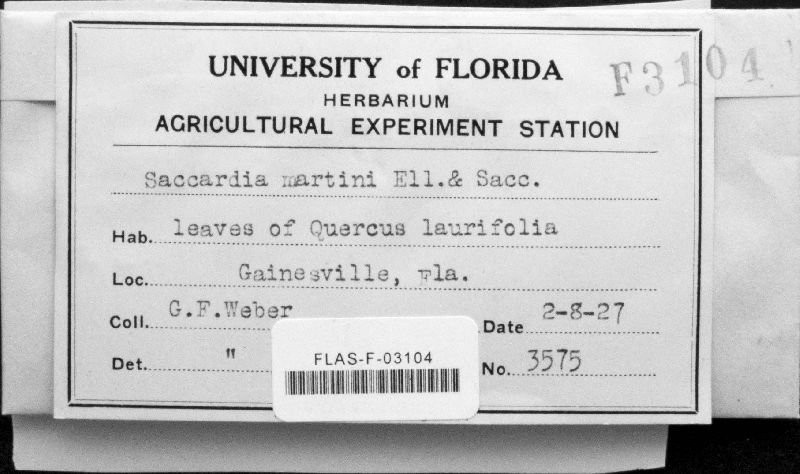 UNIVERSITY of FLORIDA
F3104
HERBARIUM
AGRICULTURAL EXPERIMENT STATION
Saccardia martini Ell.& Sacc.
Hab. leaves of Quercus laurifolia
Loc. Gainesville, Fla.
Coll. G.F.Weber Date 2-8-27
Det. " No. 3575
FLAS-F-03104